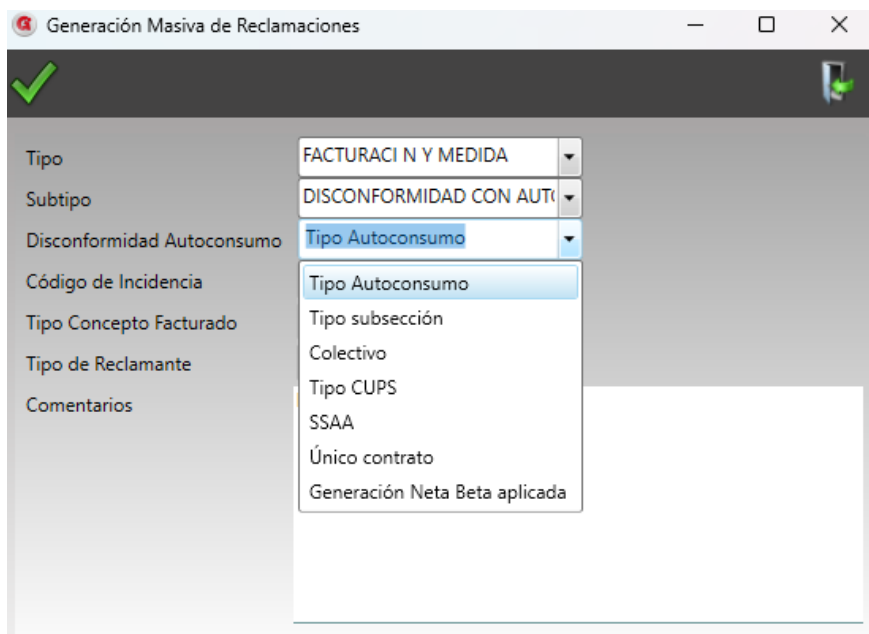 Generación Masiva de Reclamaciones
Tipo
FACTURACI N Y MEDIDA
Subtipo
DISCONFORMIDAD CON
Disconformidad Autoconsumo
Tipo Autoconsumo
Código de Incidencia
Tipo Autoconsumo
Tipo subsección
Tipo Concepto Facturado
Colectivo
Tipo de Reclamante
Tipo CUPS
Comentarios
SSAA
Único contrato
Generación Neta Beta aplicada